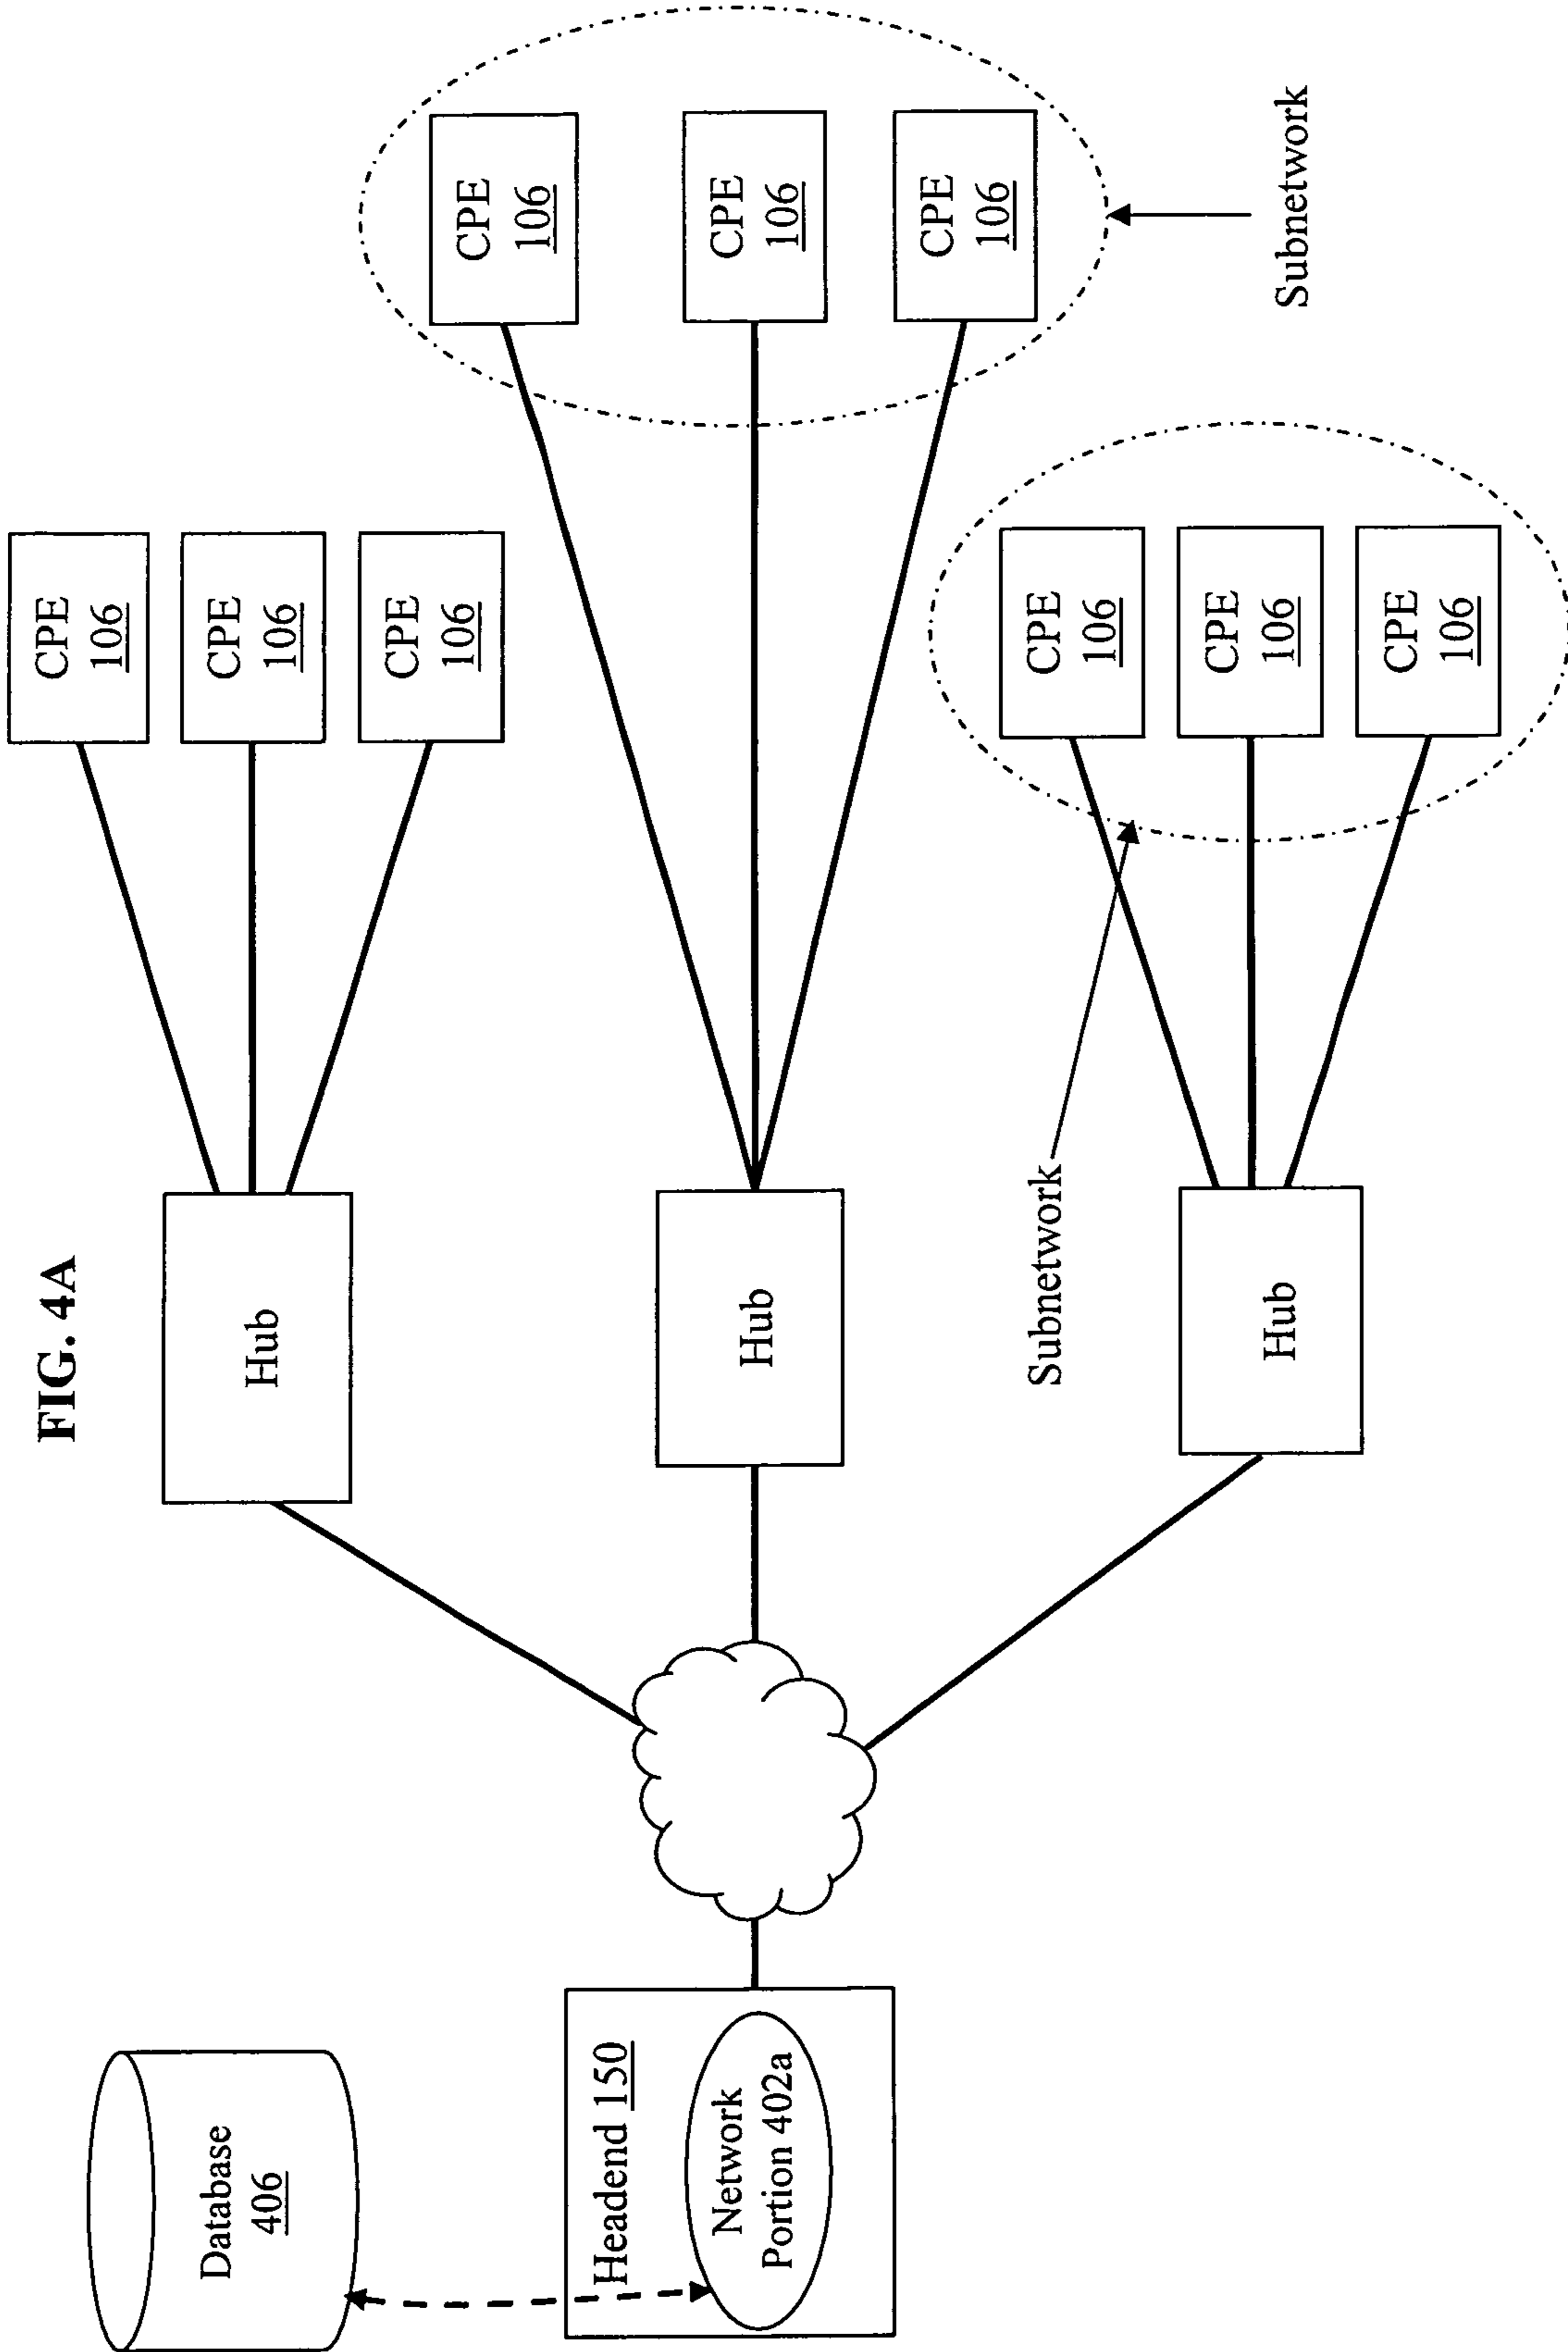 FIG. 4A
Database
406
Headend 150
Network
Portion 402a
Hub
CPE
106
CPE
106
CPE
106
Hub
CPE
106
CPE
106
CPE
106
Subnetwork
Subnetwork
Hub
CPE
106
CPE
106
CPE
106